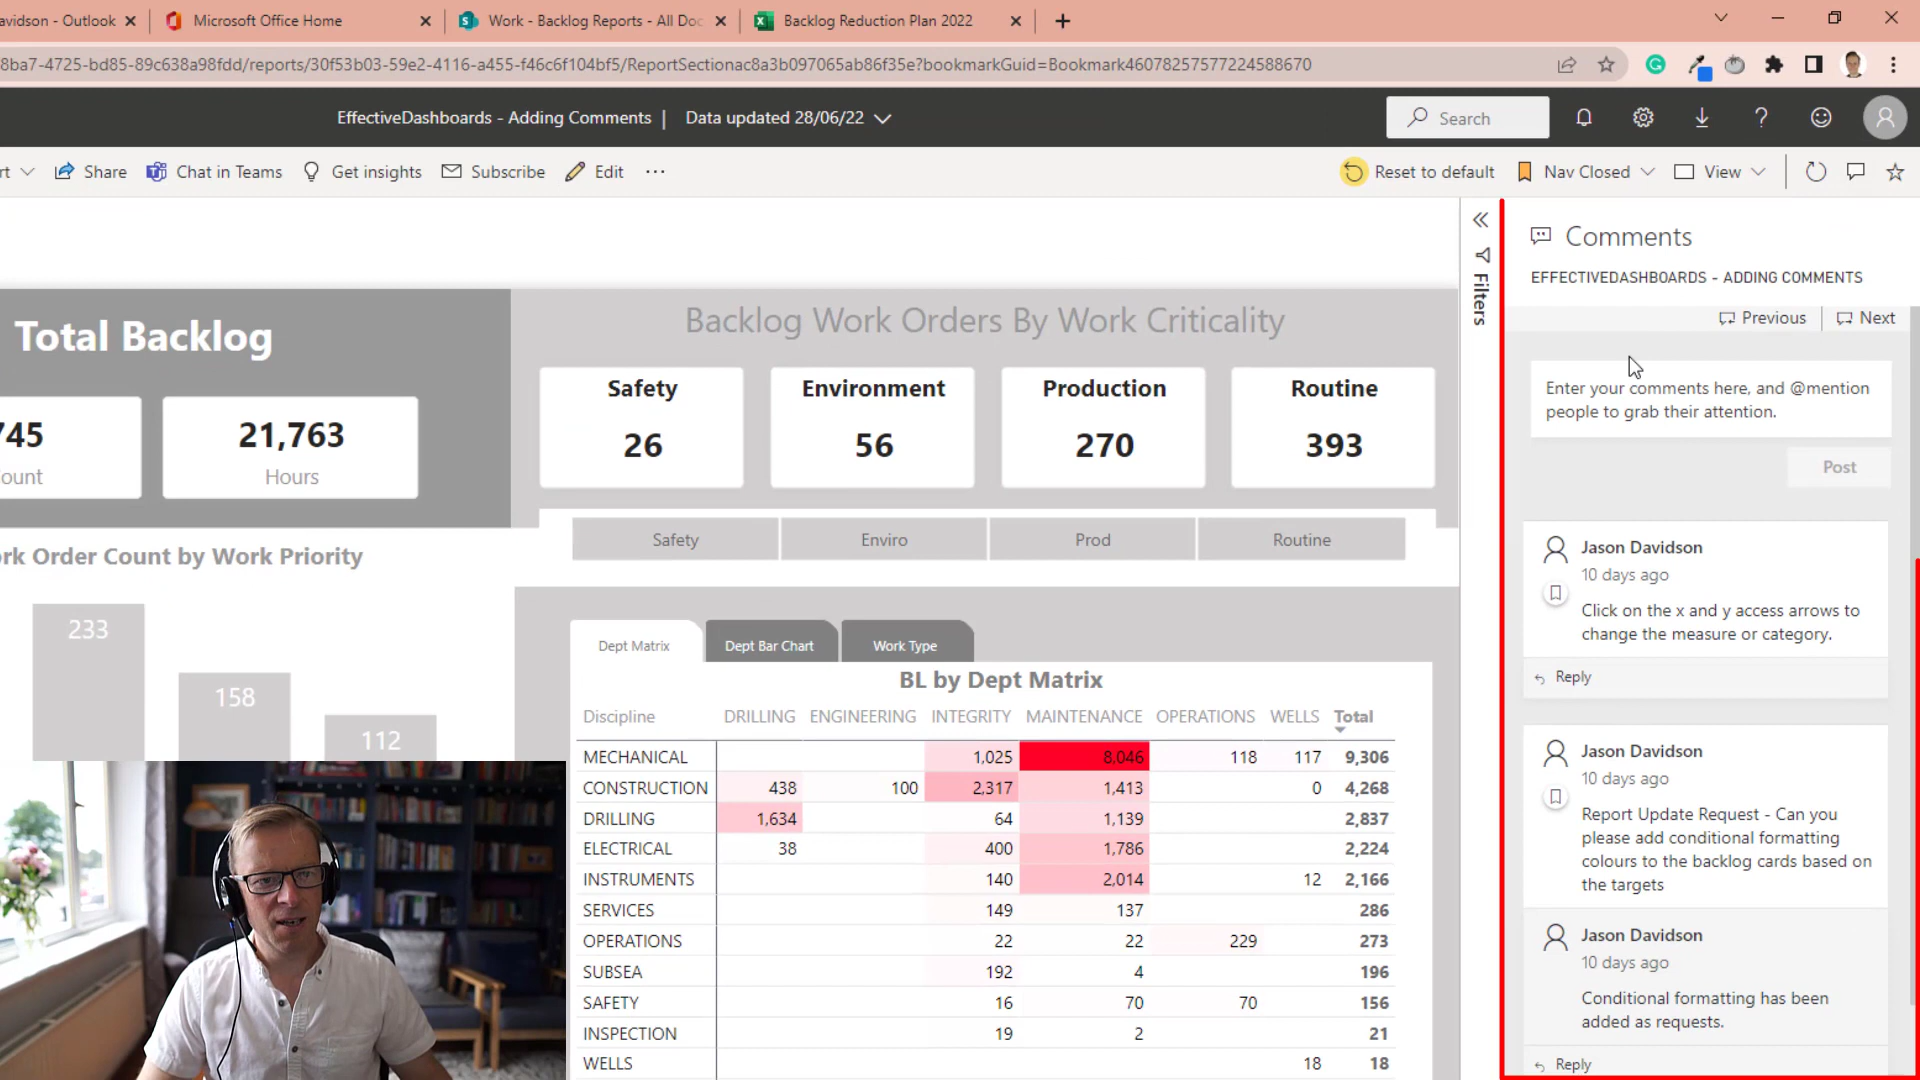 avidson - Outlook
Microsoft Office Home
Work - Backlog Reports - All Doc
Backlog Reduction Plan 2022
8ba7-4725-bd85-89c638a98fdd/reports/30f53b03-59e2-4116-a455-f46c6f104bf5/ReportSectionac8a3b097065ab86f35e?bookmarkGuid=Bookmark46078257577224588670
EffectiveDashboards - Adding Comments | Data updated 28/06/22
Search
rt Share Chat in Teams Get insights Subscribe Edit ...
Reset to default Nav Closed View
Filters
Total Backlog
745
ount
21,763
Hours
Backlog Work Orders By Work Criticality
Safety
26
Environment
56
Production
270
Routine
393
Safety Enviro Prod Routine
rk Order Count by Work Priority
233
158
112
Dept Matrix Dept Bar Chart Work Type
BL by Dept Matrix
Discipline DRILLING ENGINEERING INTEGRITY MAINTENANCE OPERATIONS WELLS Total
MECHANICAL 1,025 8,046 118 117 9,306
CONSTRUCTION 438 100 2,317 1,413 0 4,268
DRILLING 1,634 64 1,139 2,837
ELECTRICAL 38 400 1,786 2,224
INSTRUMENTS 140 2,014 12 2,166
SERVICES 149 137 286
OPERATIONS 22 22 229 273
SUBSEA 192 4 196
SAFETY 16 70 70 156
INSPECTION 19 2 21
WELLS 18 18
Comments
EFFECTIVEDASHBOARDS - ADDING COMMENTS
Previous Next
Enter your comments here, and @mention
people to grab their attention.
Post
Jason Davidson
10 days ago
Click on the x and y access arrows to
change the measure or category.
Reply
Jason Davidson
10 days ago
Report Update Request - Can you
please add conditional formatting
colours to the backlog cards based on
the targets
Jason Davidson
10 days ago
Conditional formatting has been
added as requests.
Reply